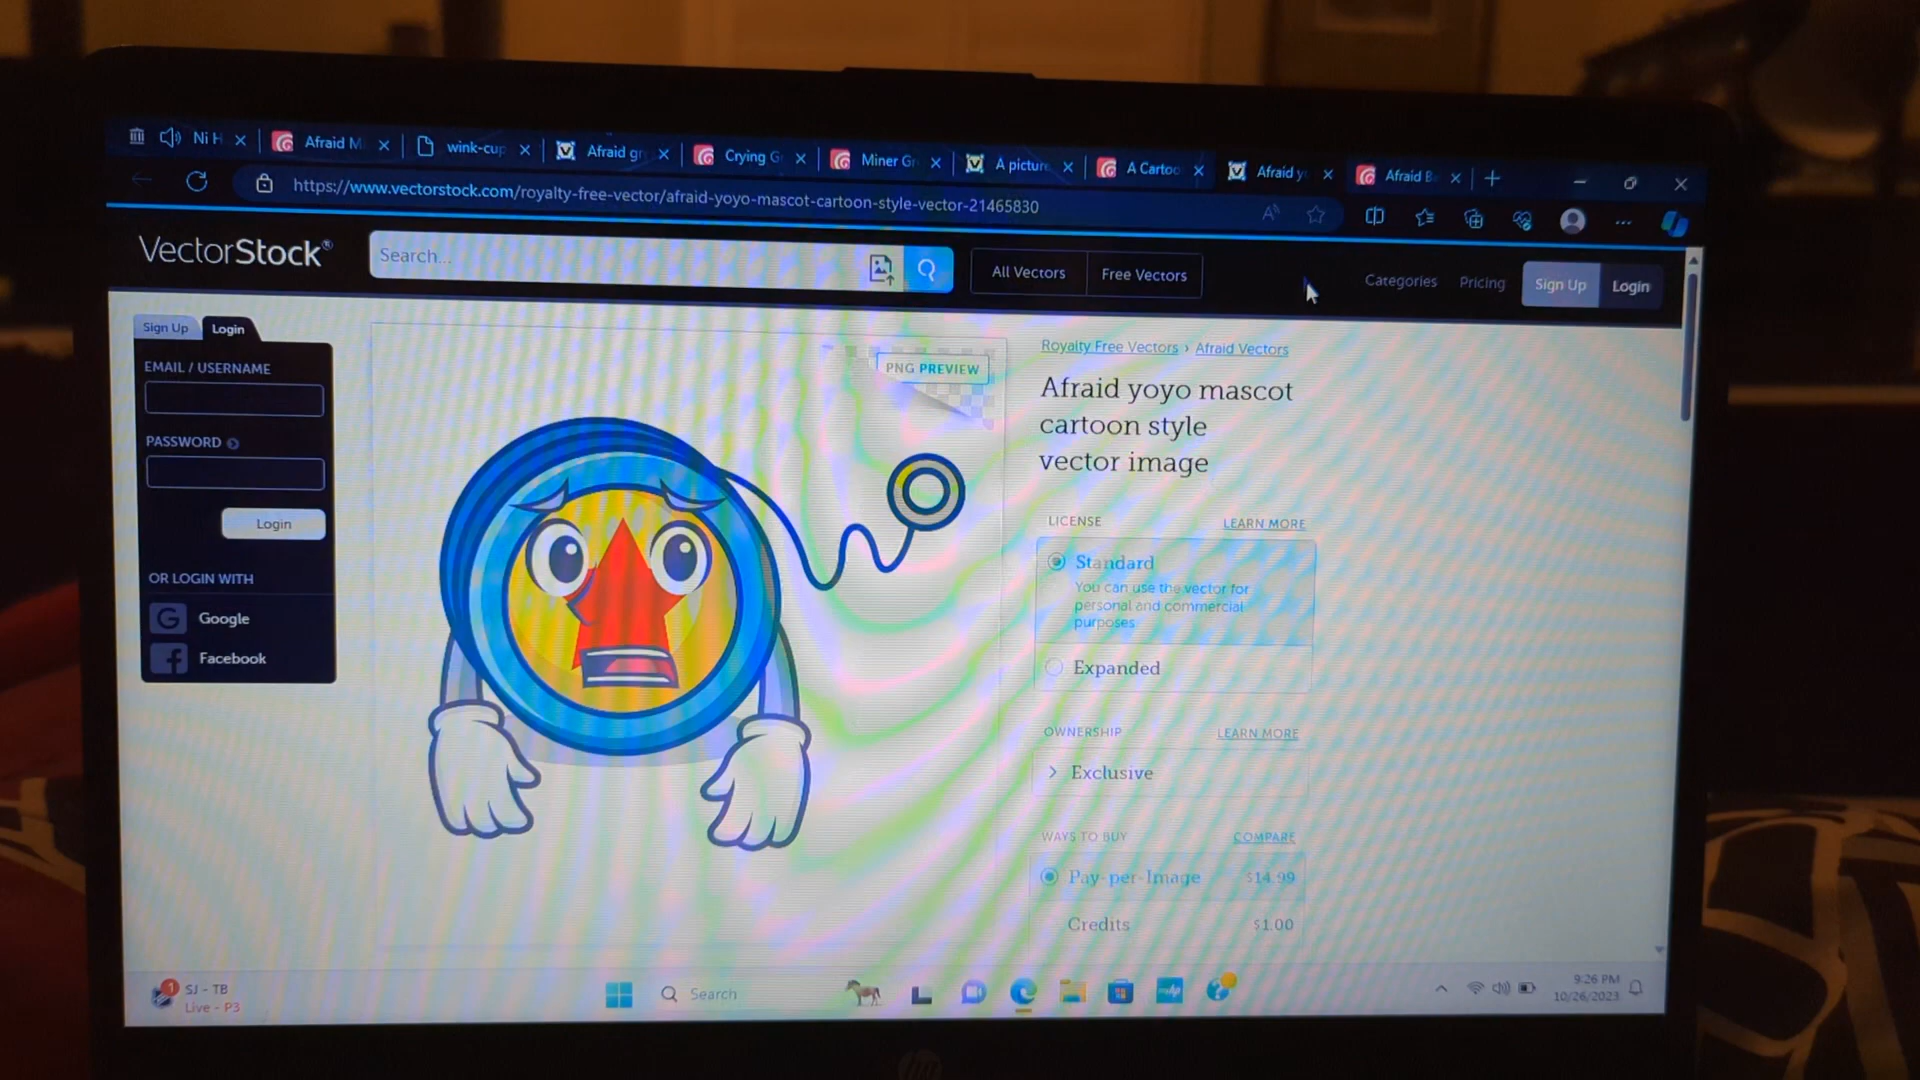 Ni H
Afraid M
wink-cup
Afraid gr
Crying G
Miner Gr
A picture
A Cartoo
Afraid y
Afraid B
https://www.vectorstock.com/royalty-free-vector/afraid-yoyo-mascot-cartoon-style-vector-21465830
VectorStock®
Search...
All Vectors
Free Vectors
Categories
Pricing
Sign Up
Login
Sign Up
Login
EMAIL / USERNAME
PASSWORD
Login
OR LOGIN WITH
Google
Facebook
PNG PREVIEW
Royalty Free Vectors › Afraid Vectors
Afraid yoyo mascot
cartoon style
vector image
LICENSE LEARN MORE
Standard
You can use the vector for
personal and commercial
purposes
Expanded
OWNERSHIP LEARN MORE
Exclusive
WAYS TO BUY COMPARE
Pay-per-Image $14.99
Credits $1.00
1
SJ - TB
Live - P3
Search
9:26 PM
10/26/2023
hp